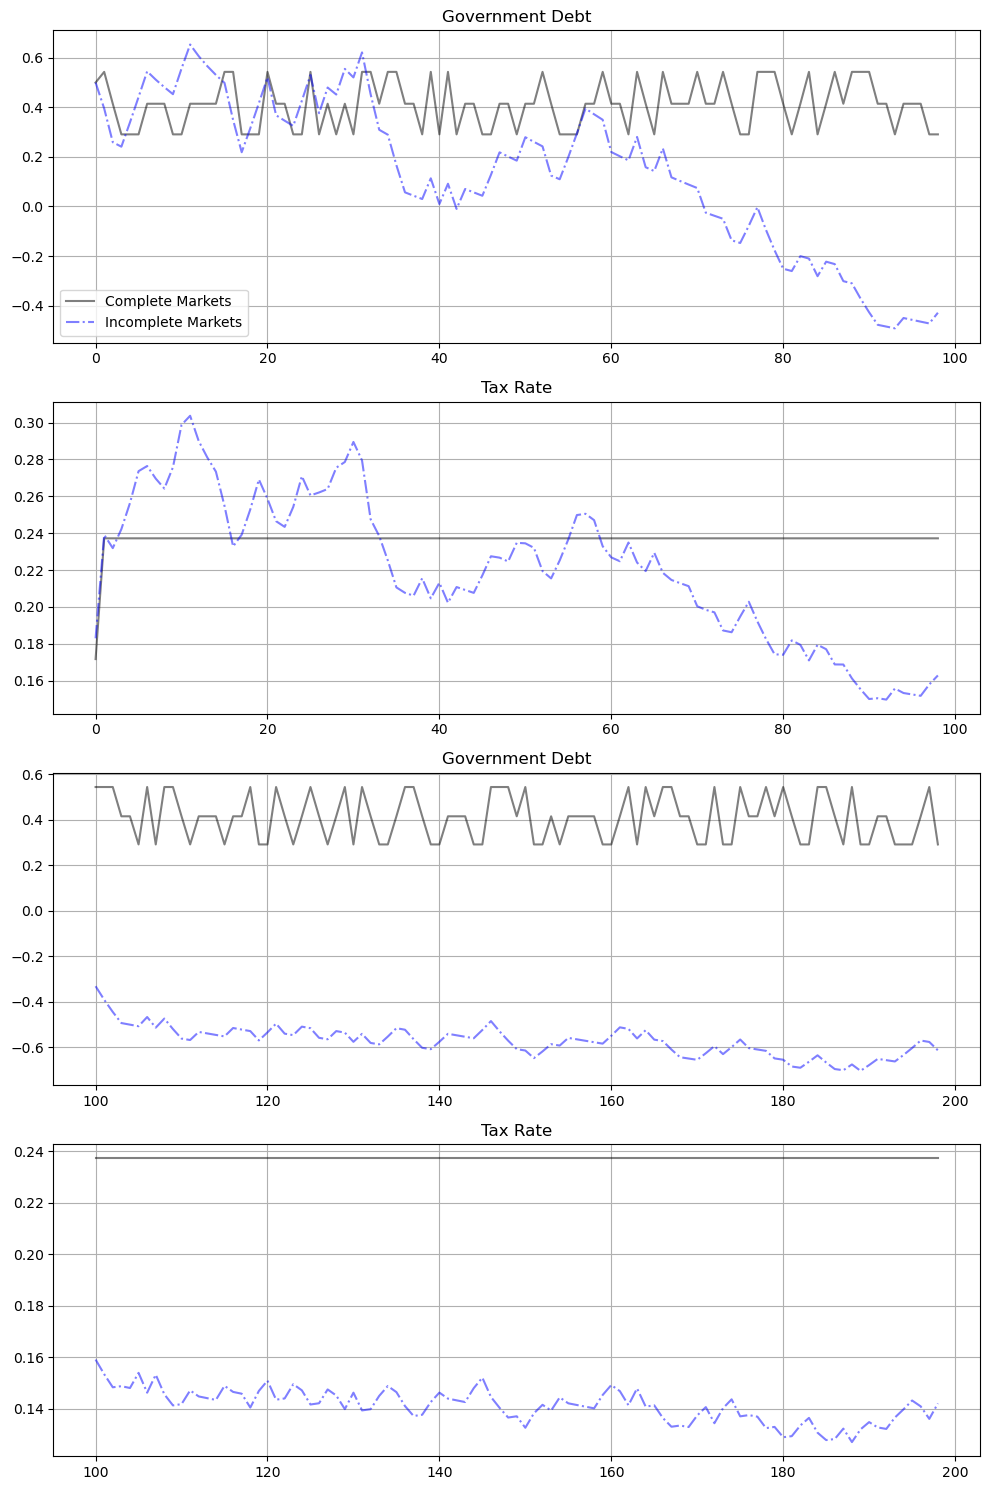 Government Debt
0.6
0.4
0.2
0.0
−0.2
−0.4
Complete Markets
Incomplete Markets
0 20 40 60 80 100
Tax Rate
0.30
0.28
0.26
0.24
0.22
0.20
0.18
0.16
0 20 40 60 80 100
Government Debt
0.6
0.4
0.2
0.0
−0.2
−0.4
−0.6
100 120 140 160 180 200
Tax Rate
0.24
0.22
0.20
0.18
0.16
0.14
100 120 140 160 180 200